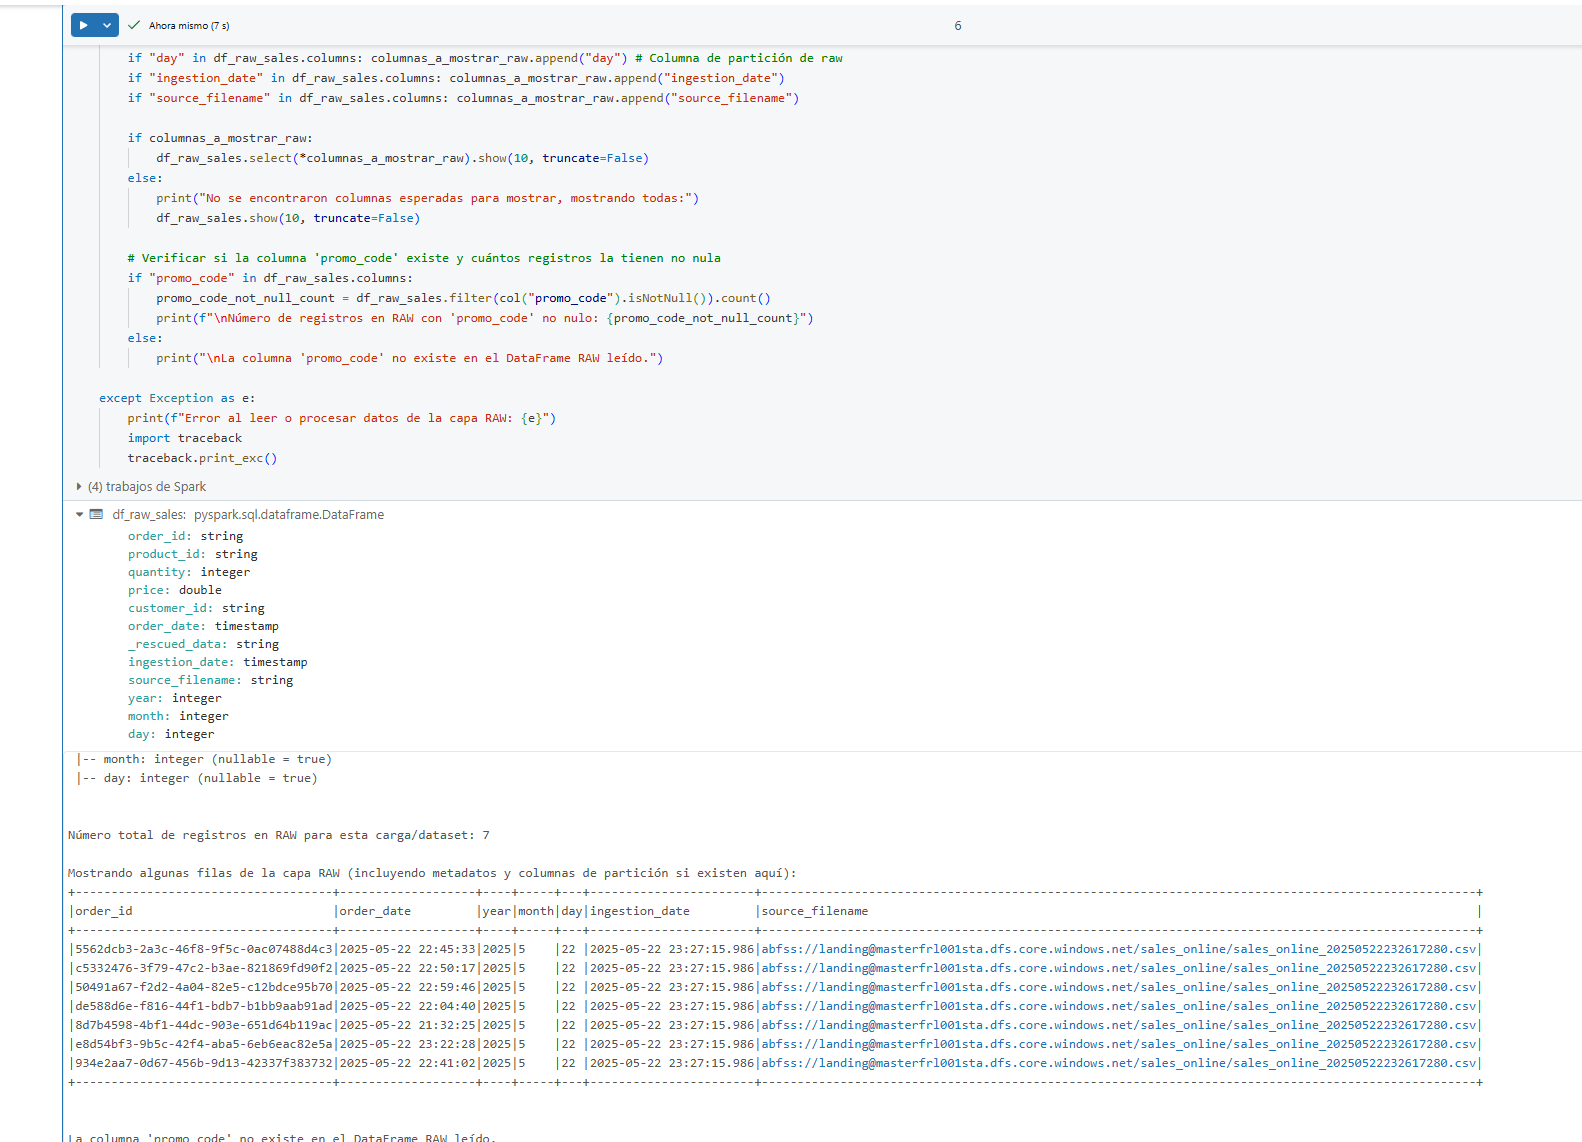 Ahora mismo (7 s)
6
if "day" in df_raw_sales.columns: columnas_a_mostrar_raw.append("day") # Columna de partición de raw
if "ingestion_date" in df_raw_sales.columns: columnas_a_mostrar_raw.append("ingestion_date")
if "source_filename" in df_raw_sales.columns: columnas_a_mostrar_raw.append("source_filename")
if columnas_a_mostrar_raw:
df_raw_sales.select(*columnas_a_mostrar_raw).show(10, truncate=False)
else:
print("No se encontraron columnas esperadas para mostrar, mostrando todas:")
df_raw_sales.show(10, truncate=False)
# Verificar si la columna 'promo_code' existe y cuántos registros la tienen no nula
if "promo_code" in df_raw_sales.columns:
promo_code_not_null_count = df_raw_sales.filter(col("promo_code").isNotNull()).count()
print(f"\nNúmero de registros en RAW con 'promo_code' no nulo: {promo_code_not_null_count}")
else:
print("\nLa columna 'promo_code' no existe en el DataFrame RAW leído.")
except Exception as e:
print(f"Error al leer o procesar datos de la capa RAW: {e}")
import traceback
traceback.print_exc()
(4) trabajos de Spark
df_raw_sales: pyspark.sql.dataframe.DataFrame
order_id: string
product_id: string
quantity: integer
price: double
customer_id: string
order_date: timestamp
_rescued_data: string
ingestion_date: timestamp
source_filename: string
year: integer
month: integer
day: integer
|-- month: integer (nullable = true)
|-- day: integer (nullable = true)
Número total de registros en RAW para esta carga/dataset: 7
Mostrando algunas filas de la capa RAW (incluyendo metadatos y columnas de partición si existen aquí):
+------------------------------------+-------------------+----+-----+---+-----------------------+----------------------------------------------------------------------------------------------------+
|order_id                            |order_date         |year|month|day|ingestion_date         |source_filename                                                                                     |
+------------------------------------+-------------------+----+-----+---+-----------------------+----------------------------------------------------------------------------------------------------+
|5562dcb3-2a3c-46f8-9f5c-0ac07488d4c3|2025-05-22 22:45:33|2025|5    |22 |2025-05-22 23:27:15.986|abfss://landing@masterfrl001sta.dfs.core.windows.net/sales_online/sales_online_20250522232617280.csv|
|c5332476-3f79-47c2-b3ae-821869fd90f2|2025-05-22 22:50:17|2025|5    |22 |2025-05-22 23:27:15.986|abfss://landing@masterfrl001sta.dfs.core.windows.net/sales_online/sales_online_20250522232617280.csv|
|50491a67-f2d2-4a04-82e5-c12bdce95b70|2025-05-22 22:59:46|2025|5    |22 |2025-05-22 23:27:15.986|abfss://landing@masterfrl001sta.dfs.core.windows.net/sales_online/sales_online_20250522232617280.csv|
|de588d6e-f816-44f1-bdb7-b1bb9aab91ad|2025-05-22 22:04:40|2025|5    |22 |2025-05-22 23:27:15.986|abfss://landing@masterfrl001sta.dfs.core.windows.net/sales_online/sales_online_20250522232617280.csv|
|8d7b4598-4bf1-44dc-903e-651d64b119ac|2025-05-22 21:32:25|2025|5    |22 |2025-05-22 23:27:15.986|abfss://landing@masterfrl001sta.dfs.core.windows.net/sales_online/sales_online_20250522232617280.csv|
|e8d54bf3-9b5c-42f4-aba5-6eb6eac82e5a|2025-05-22 23:22:28|2025|5    |22 |2025-05-22 23:27:15.986|abfss://landing@masterfrl001sta.dfs.core.windows.net/sales_online/sales_online_20250522232617280.csv|
|934e2aa7-0d67-456b-9d13-42337f383732|2025-05-22 22:41:02|2025|5    |22 |2025-05-22 23:27:15.986|abfss://landing@masterfrl001sta.dfs.core.windows.net/sales_online/sales_online_20250522232617280.csv|
+------------------------------------+-------------------+----+-----+---+-----------------------+----------------------------------------------------------------------------------------------------+
La columna 'promo_code' no existe en el DataFrame RAW leído.